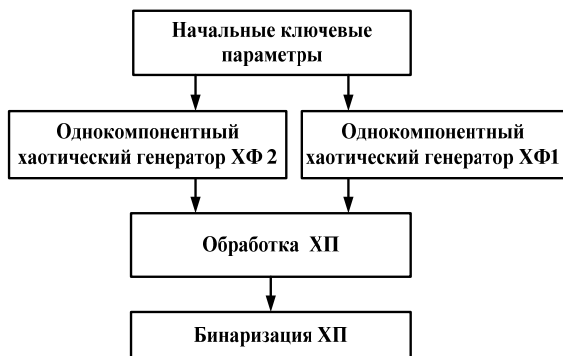 Начальные ключевые
параметры
Однокомпонентный
хаотический генератор ХФ 2
Однокомпонентный
хаотический генератор ХФ1
Обработка ХП
Бинаризация ХП